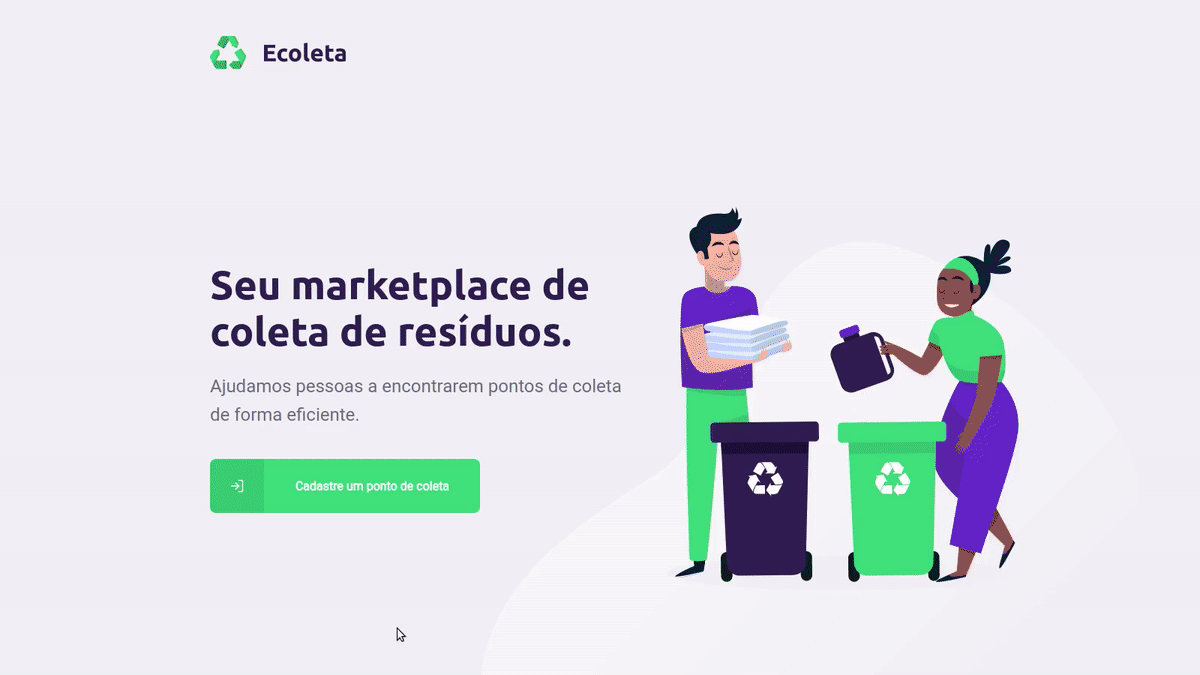 Ecoleta
Seu marketplace de
coleta de resíduos.
Ajudamos pessoas a encontrarem pontos de coleta
de forma eficiente.
Cadastre um ponto de coleta